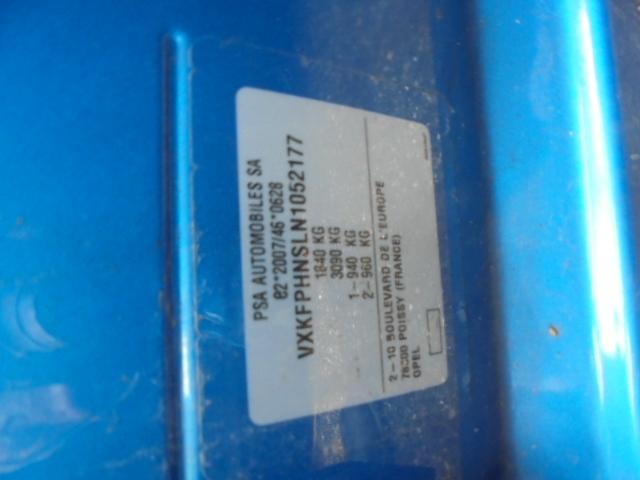 PSA AUTOMOBILES SA
e2*2007/46*0628
VXKFPHNSLN1052177
1840 KG
3090 KG
1-940 KG
2-960 KG
2-10 BOULEVARD DE L'EUROPE
78300 POISSY (FRANCE)
OPEL